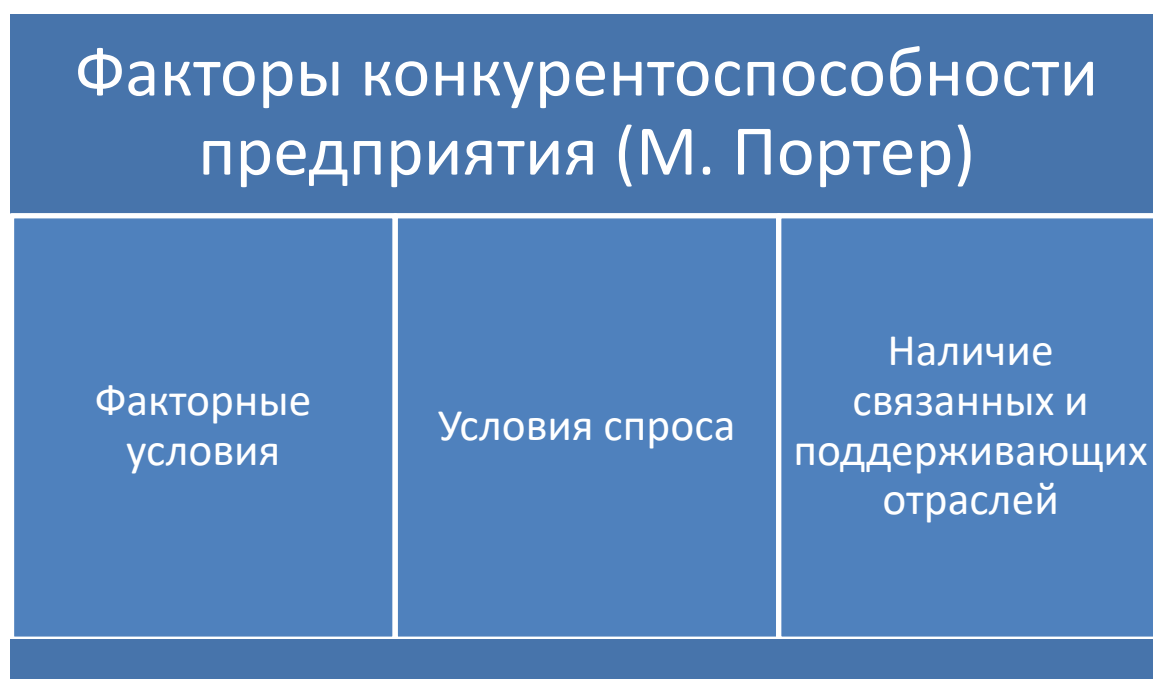 Факторы конкурентоспособности
предприятия (М. Портер)
Факторные
условия
Условия спроса
Наличие
связанных и
поддерживающих
отраслей